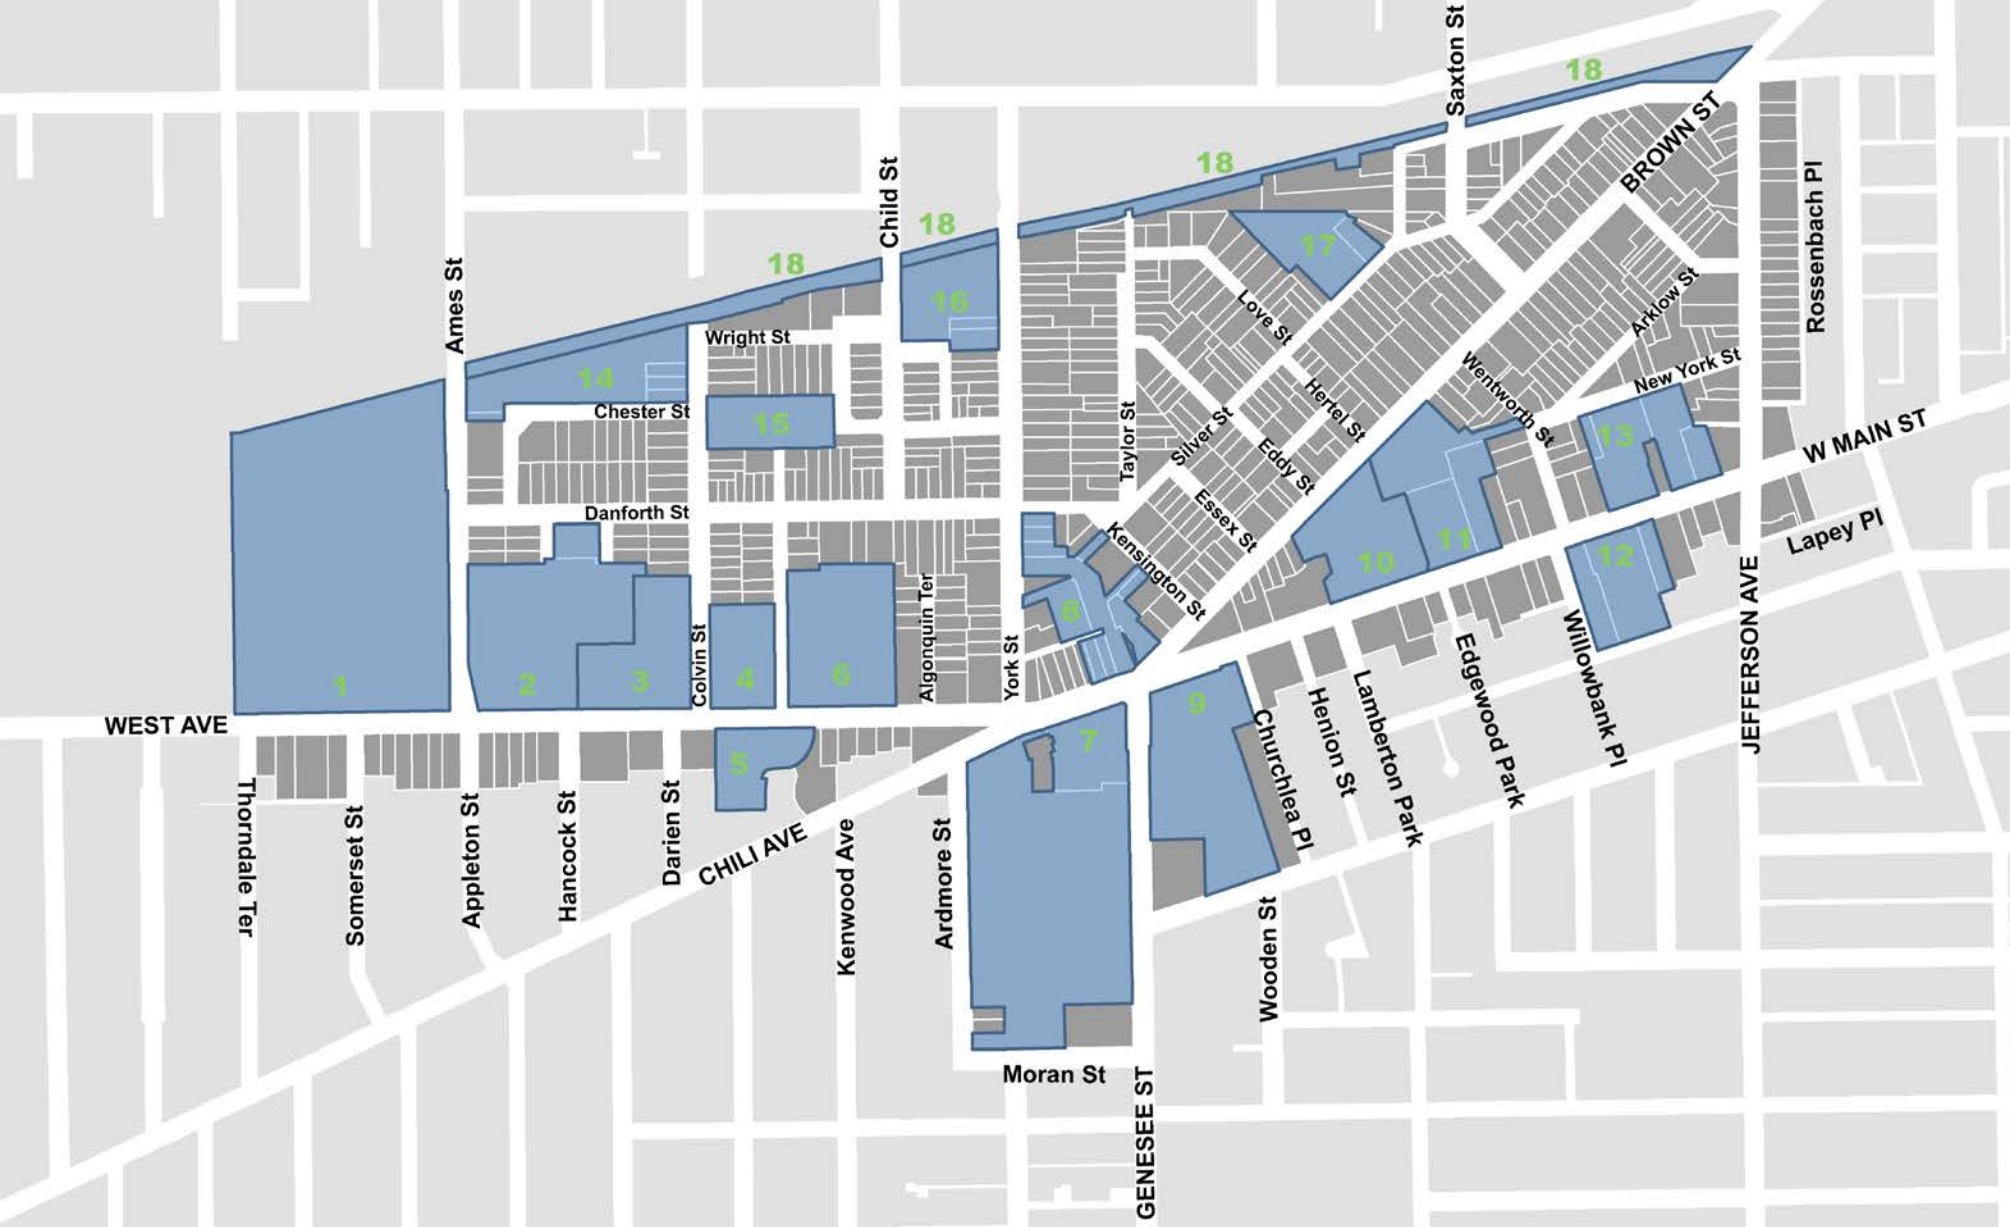 Saxton St
18
BROWN ST
18
Rossenbach Pl
Child St
18
17
18
Ames St
16
Love St
Arklow St
Wright St
14
Wentworth St
New York St
Chester St
15
Hertel St
Taylor St
Silver St
13
W MAIN ST
Eddy St
Danforth St
Essex St
Kensington St
11
10
12
Lapey Pl
8
Algonquin Ter
York St
Colvin St
JEFFERSON AVE
1
2
3
4
6
9
WEST AVE
5
7
Churchlea Pl
Henion St
Lamberton Park
Edgewood Park
Willowbank Pl
Thorndale Ter
Somerset St
Appleton St
Hancock St
Darien St
CHILI AVE
Kenwood Ave
Ardmore St
Wooden St
Moran St
GENESEE ST